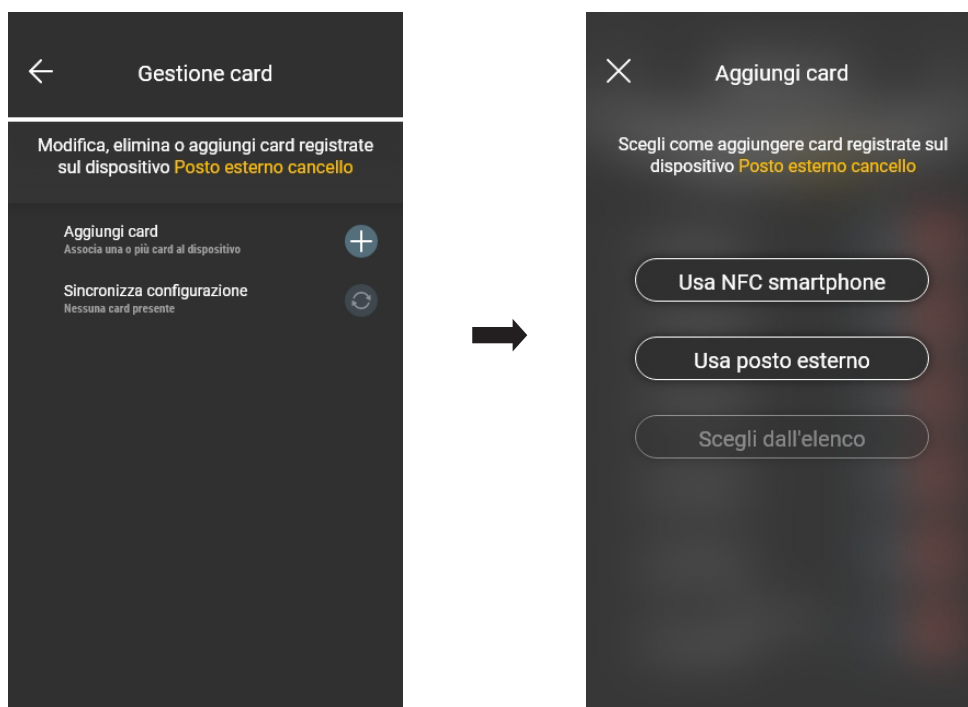 Gestione card
Modifica, elimina o aggiungi card registrate
sul dispositivo Posto esterno cancello
Aggiungi card
Associa una o più card al dispositivo
Sincronizza configurazione
Nessuna card presente
Aggiungi card
Scegli come aggiungere card registrate sul
dispositivo Posto esterno cancello
Usa NFC smartphone
Usa posto esterno
Scegli dall'elenco